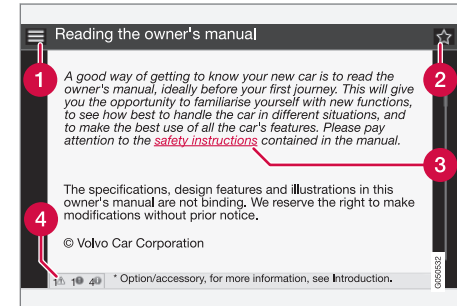 Reading the owner's manual
1
2
A good way of getting to know your new car is to read the
owner's manual, ideally before your first journey. This will give
you the opportunity to familiarise yourself with new functions,
to see how best to handle the car in different situations, and
to make the best use of all the car's features. Please pay
attention to the safety instructions contained in the manual.
3
The specifications, design features and illustrations in this
owner's manual are not binding. We reserve the right to make
modifications without prior notice.
4
© Volvo Car Corporation
1 1 4 * Option/accessory, for more information, see Introduction.
G050532